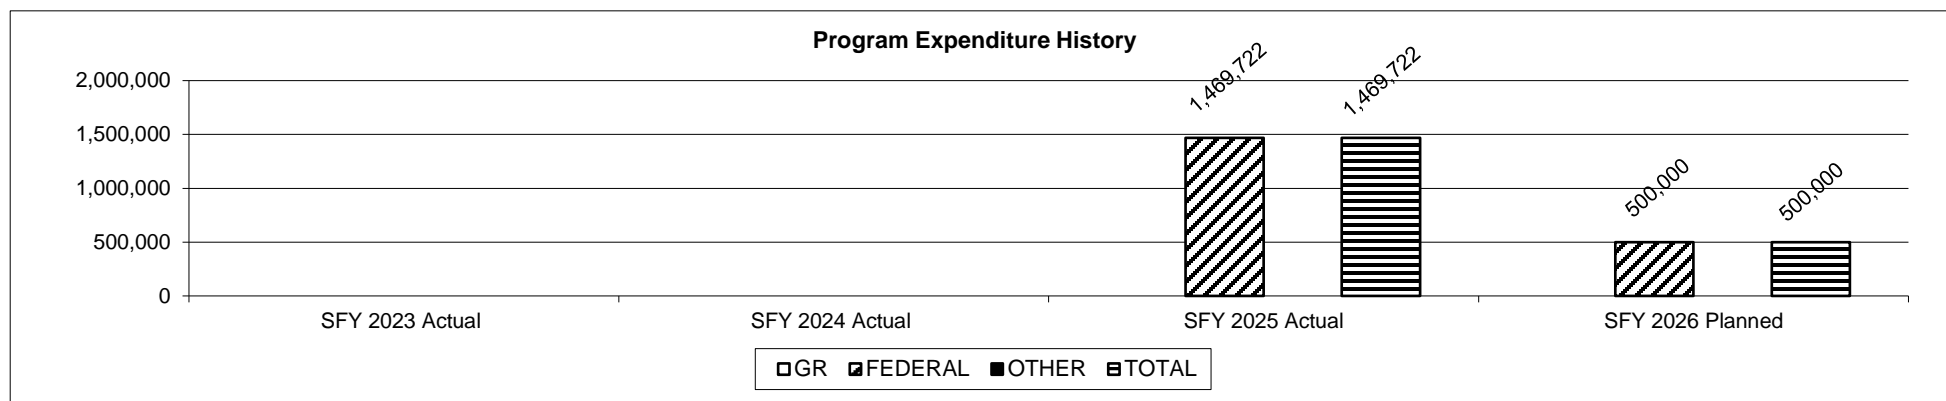 Program Expenditure History
2,000,000
1,500,000
1,000,000
500,000
0
1,469,722
1,469,722
500,000
500,000
SFY 2023 Actual
SFY 2024 Actual
SFY 2025 Actual
SFY 2026 Planned
GR FEDERAL OTHER TOTAL